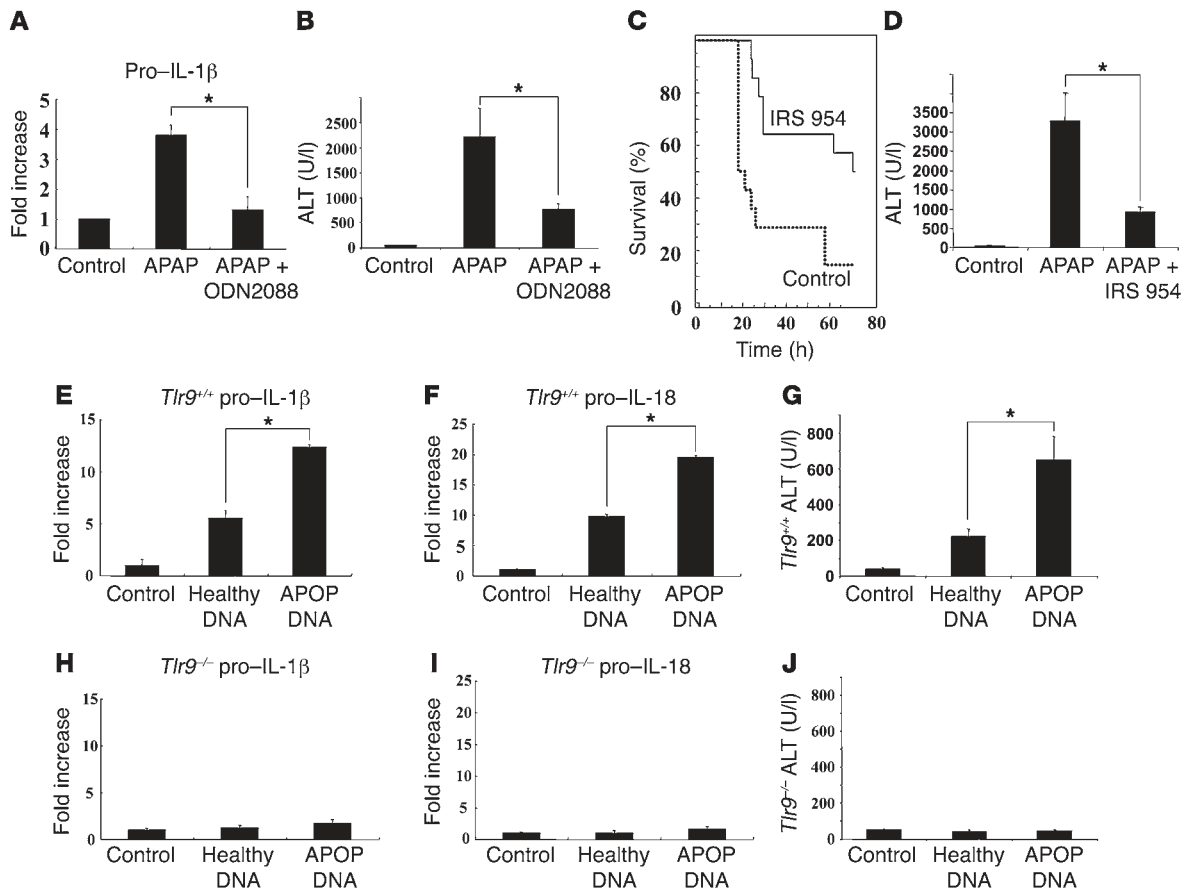 A
Pro–IL-1β
Fold increase
5
4
3
2
1
0
*
Control
APAP
APAP +
ODN2088
B
ALT (U/l)
2500
2000
1500
1000
500
0
*
Control
APAP
APAP +
ODN2088
C
Survival (%)
80
60
40
20
0
IRS 954
Control
0
20
40
60
80
Time (h)
D
ALT (U/l)
3500
3000
2500
2000
1500
1000
500
0
*
Control
APAP
APAP +
IRS 954
E
Tlr9+/+ pro–IL-1β
Fold increase
15
10
5
0
*
Control
Healthy
DNA
APOP
DNA
F
Tlr9+/+ pro–IL-18
Fold increase
25
20
15
10
5
0
*
Control
Healthy
DNA
APOP
DNA
G
Tlr9+/+ ALT (U/l)
800
600
400
200
0
*
Control
Healthy
DNA
APOP
DNA
H
Tlr9–/– pro–IL-1β
Fold increase
15
10
5
0
Control
Healthy
DNA
APOP
DNA
I
Tlr9–/– pro–IL-18
Fold increase
25
20
15
10
5
0
Control
Healthy
DNA
APOP
DNA
J
Tlr9–/– ALT (U/l)
800
600
400
200
0
Control
Healthy
DNA
APOP
DNA